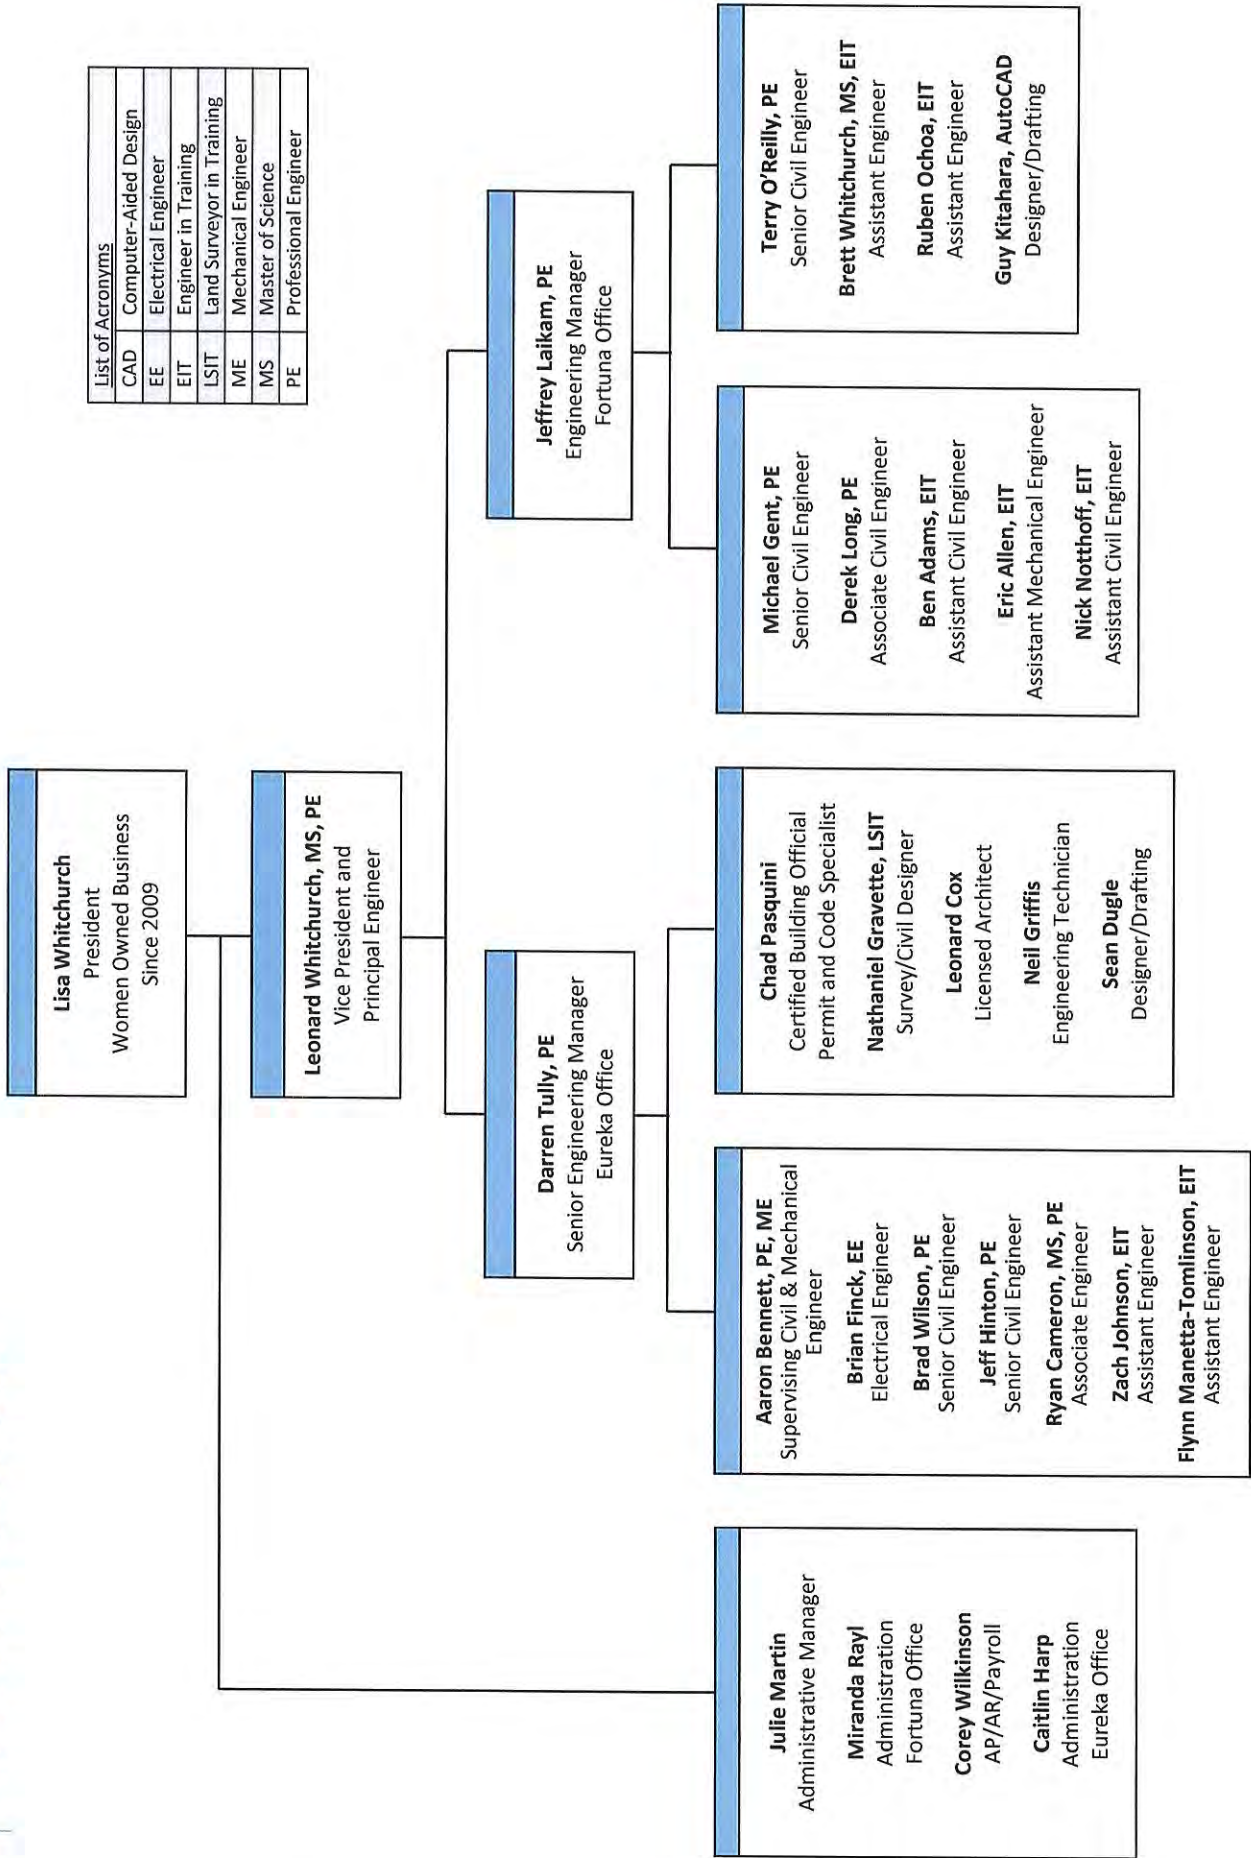 Lisa Whitchurch
President
Women Owned Business
Since 2009
List of Acronyms
CAD Computer-Aided Design
EE Electrical Engineer
EIT Engineer in Training
LSIT Land Surveyor in Training
ME Mechanical Engineer
MS Master of Science
PE Professional Engineer
Leonard Whitchurch, MS, PE
Vice President and
Principal Engineer
Darren Tully, PE
Senior Engineering Manager
Eureka Office
Jeffrey Laikam, PE
Engineering Manager
Fortuna Office
Julie Martin
Administrative Manager
Miranda Rayl
Administration
Fortuna Office
Corey Wilkinson
AP/AR/Payroll
Caitlin Harp
Administration
Eureka Office
Aaron Bennett, PE, ME
Supervising Civil & Mechanical
Engineer
Brian Finck, EE
Electrical Engineer
Brad Wilson, PE
Senior Civil Engineer
Jeff Hinton, PE
Senior Civil Engineer
Ryan Cameron, MS, PE
Associate Engineer
Zach Johnson, EIT
Assistant Engineer
Flynn Manetta-Tomlinson, EIT
Assistant Engineer
Chad Pasquini
Certified Building Official
Permit and Code Specialist
Nathaniel Gravette, LSIT
Survey/Civil Designer
Leonard Cox
Licensed Architect
Neil Griffis
Engineering Technician
Sean Dugle
Designer/Drafting
Michael Gent, PE
Senior Civil Engineer
Derek Long, PE
Associate Civil Engineer
Ben Adams, EIT
Assistant Civil Engineer
Eric Allen, EIT
Assistant Mechanical Engineer
Nick Notthoff, EIT
Assistant Civil Engineer
Terry O'Reilly, PE
Senior Civil Engineer
Brett Whitchurch, MS, EIT
Assistant Engineer
Ruben Ochoa, EIT
Assistant Engineer
Guy Kitahara, AutoCAD
Designer/Drafting